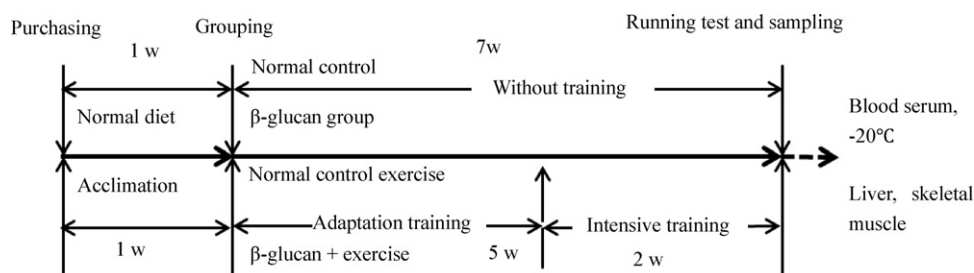 Purchasing
Grouping
Running test and sampling
1 w
7w
Normal control
Without training
Normal diet
β-glucan group
Blood serum,
-20℃
Acclimation
Normal control exercise
Liver, skeletal
muscle
Adaptation training
Intensive training
1 w
β-glucan + exercise
5 w
2 w